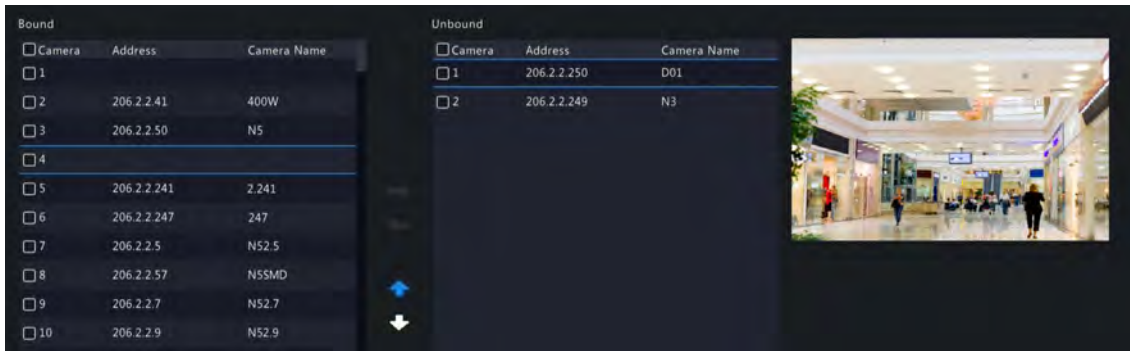 Bound
Camera Address Camera Name
1
2 206.2.2.41 400W
3 206.2.2.50 N5
4
5 206.2.2.241 2.241
6 206.2.2.247 247
7 206.2.2.5 N52.5
8 206.2.2.57 N5SMD
9 206.2.2.7 N52.7
10 206.2.2.9 N52.9
Unbound
Camera Address Camera Name
1 206.2.2.250 D01
2 206.2.2.249 N3